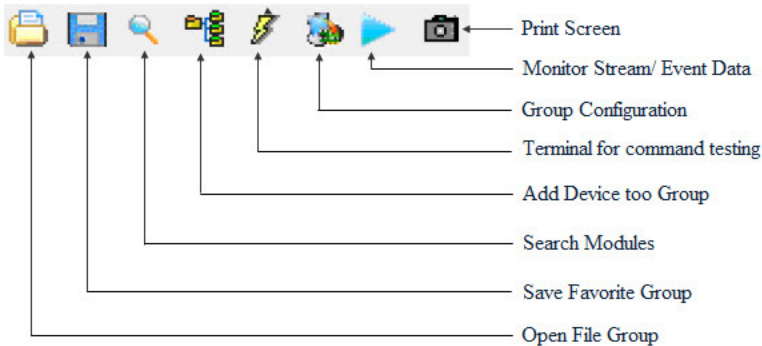 Print Screen
Monitor Stream/ Event Data
Group Configuration
Terminal for command testing
Add Device too Group
Search Modules
Save Favorite Group
Open File Group